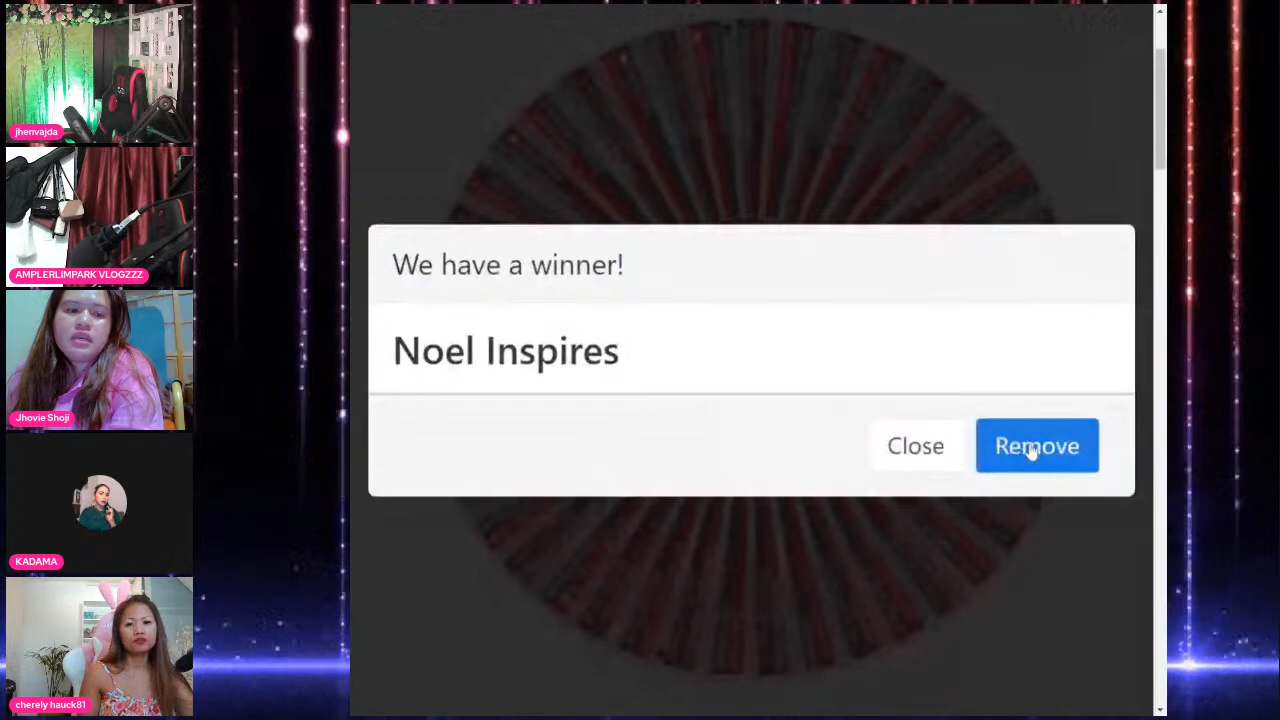 jhenvajda
AMPLERLIMPARK VLOGZZZ
Jhovie Shoji
KADAMA
cherely hauck81
We have a winner!
Noel Inspires
Close
Remove